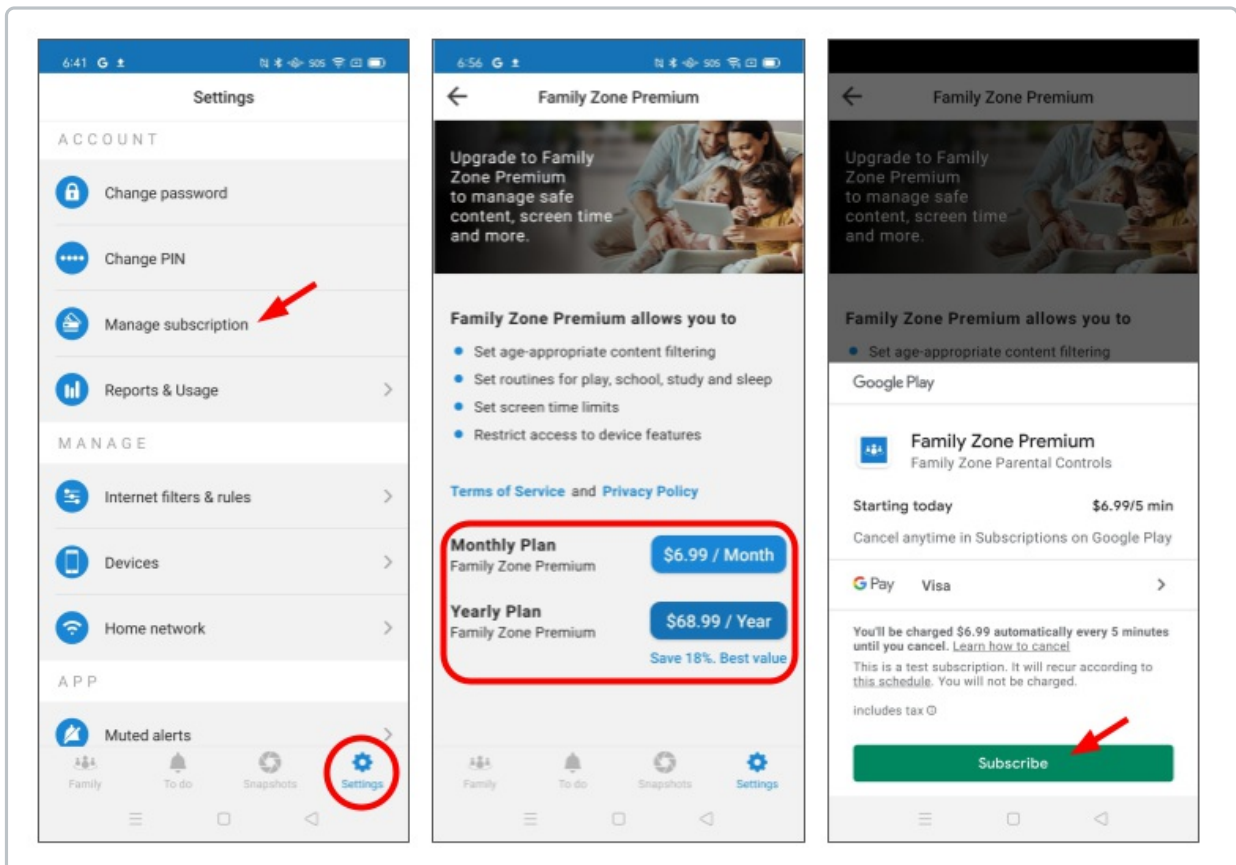 6:41 G
SOS
Settings
ACCOUNT
Change password
Change PIN
Manage subscription
Reports & Usage
MANAGE
Internet filters & rules
Devices
Home network
APP
Muted alerts
Family
To do
Snapshots
Settings
6:56 G
SOS
Family Zone Premium
Upgrade to Family
Zone Premium
to manage safe
content, screen time
and more.
Family Zone Premium allows you to
Set age-appropriate content filtering
Set routines for play, school, study and sleep
Set screen time limits
Restrict access to device features
Terms of Service and Privacy Policy
Monthly Plan
Family Zone Premium
$6.99 / Month
Yearly Plan
Family Zone Premium
$68.99 / Year
Save 18%. Best value
Family
To do
Snapshots
Settings
Family Zone Premium
Upgrade to Family
Zone Premium
to manage safe
content, screen time
and more.
Family Zone Premium allows you to
Set age-appropriate content filtering
Google Play
Family Zone Premium
Family Zone Parental Controls
Starting today $6.99/5 min
Cancel anytime in Subscriptions on Google Play
G Pay Visa
You'll be charged $6.99 automatically every 5 minutes
until you cancel. Learn how to cancel
This is a test subscription. It will recur according to
this schedule. You will not be charged.
includes tax
Subscribe